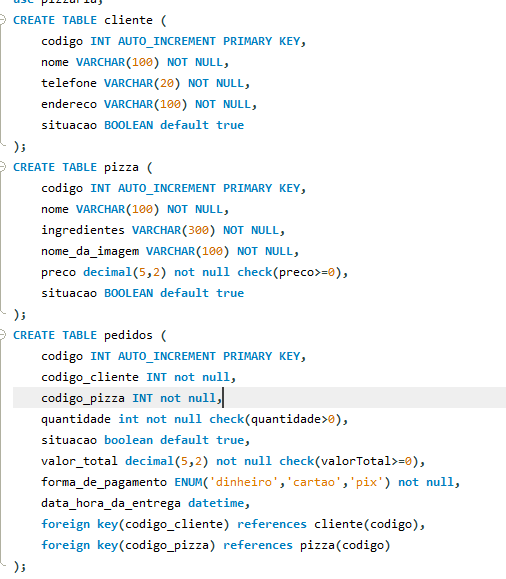 use pizzaria;
CREATE TABLE cliente (
codigo INT AUTO_INCREMENT PRIMARY KEY,
nome VARCHAR(100) NOT NULL,
telefone VARCHAR(20) NOT NULL,
endereco VARCHAR(100) NOT NULL,
situacao BOOLEAN default true
);
CREATE TABLE pizza (
codigo INT AUTO_INCREMENT PRIMARY KEY,
nome VARCHAR(100) NOT NULL,
ingredientes VARCHAR(300) NOT NULL,
nome_da_imagem VARCHAR(100) NOT NULL,
preco decimal(5,2) not null check(preco>=0),
situacao BOOLEAN default true
);
CREATE TABLE pedidos (
codigo INT AUTO_INCREMENT PRIMARY KEY,
codigo_cliente INT not null,
codigo_pizza INT not null,
quantidade int not null check(quantidade>0),
situacao boolean default true,
valor_total decimal(5,2) not null check(valorTotal>=0),
forma_de_pagamento ENUM('dinheiro','cartao','pix') not null,
data_hora_da_entrega datetime,
foreign key(codigo_cliente) references cliente(codigo),
foreign key(codigo_pizza) references pizza(codigo)
);